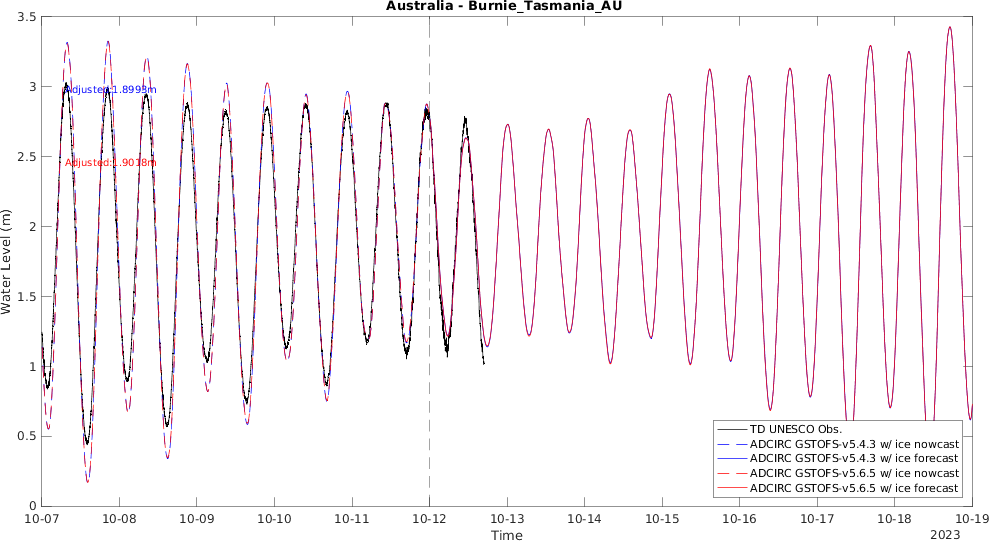 Australia - Burnie_Tasmania_AU
3.5
3
2.5
2
1.5
1
0.5
0
Water Level (m)
Adjusted:1.8993m
Adjusted:1.9018m
TD UNESCO Obs.
ADCIRC GSTOFS-v5.4.3 w/ ice nowcast
ADCIRC GSTOFS-v5.4.3 w/ ice forecast
ADCIRC GSTOFS-v5.6.5 w/ ice nowcast
ADCIRC GSTOFS-v5.6.5 w/ ice forecast
10-07 10-08 10-09 10-10 10-11 10-12 10-13 10-14 10-15 10-16 10-17 10-18 10-19
Time
2023